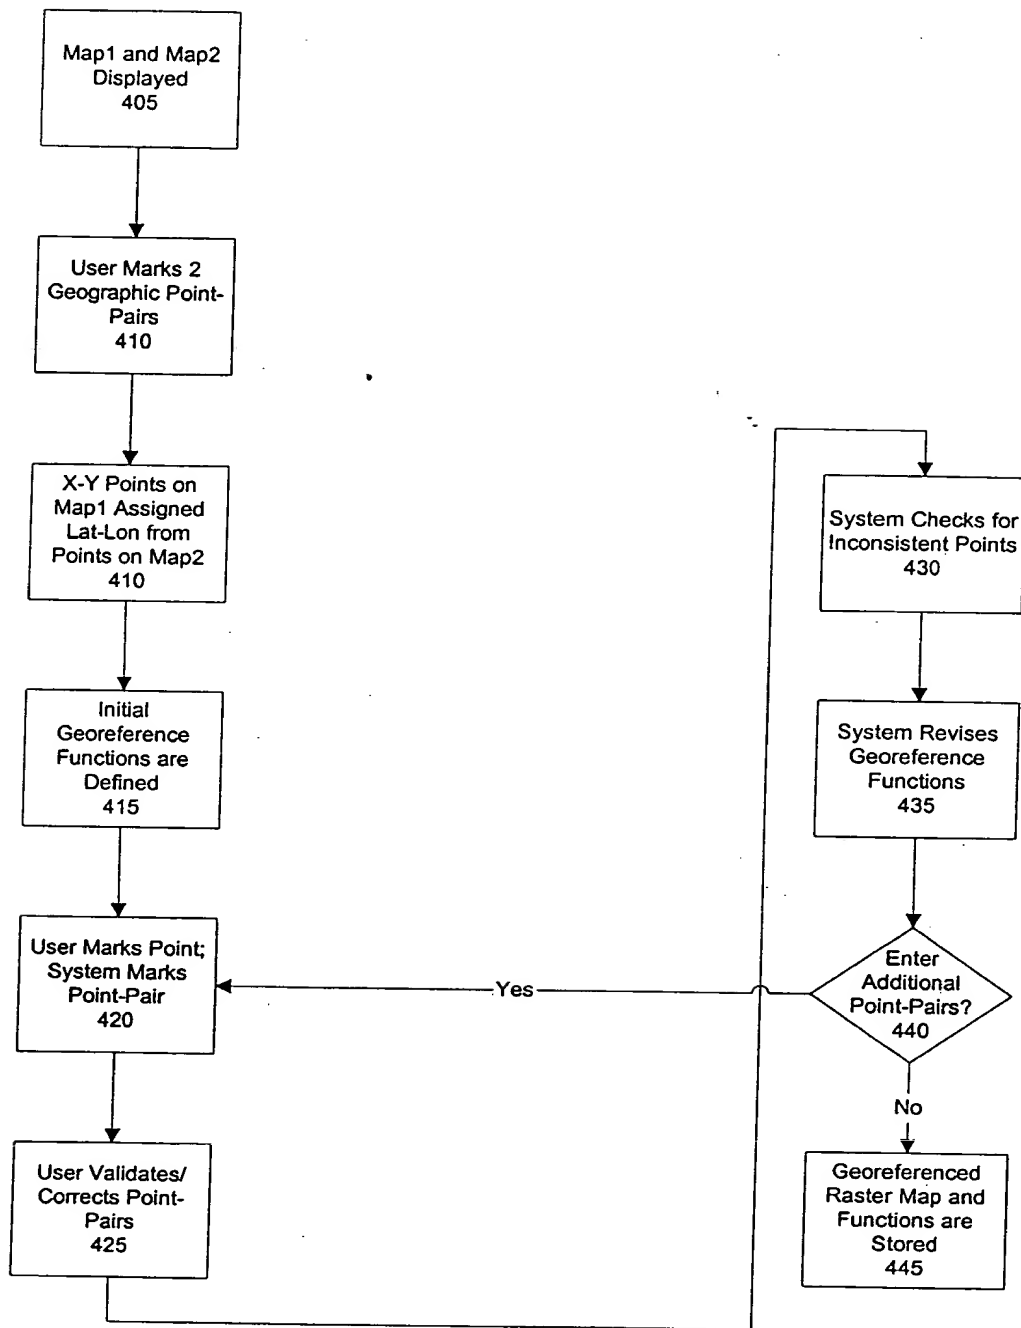 Map1 and Map2
Displayed
405
User Marks 2
Geographic Point-
Pairs
410
X-Y Points on
Map1 Assigned
Lat-Lon from
Points on Map2
410
Initial
Georeference
Functions are
Defined
415
User Marks Point;
System Marks
Point-Pair
420
User Validates/
Corrects Point-
Pairs
425
System Checks for
Inconsistent Points
430
System Revises
Georeference
Functions
435
Enter
Additional
Point-Pairs?
440
Yes
No
Georeferenced
Raster Map and
Functions are
Stored
445